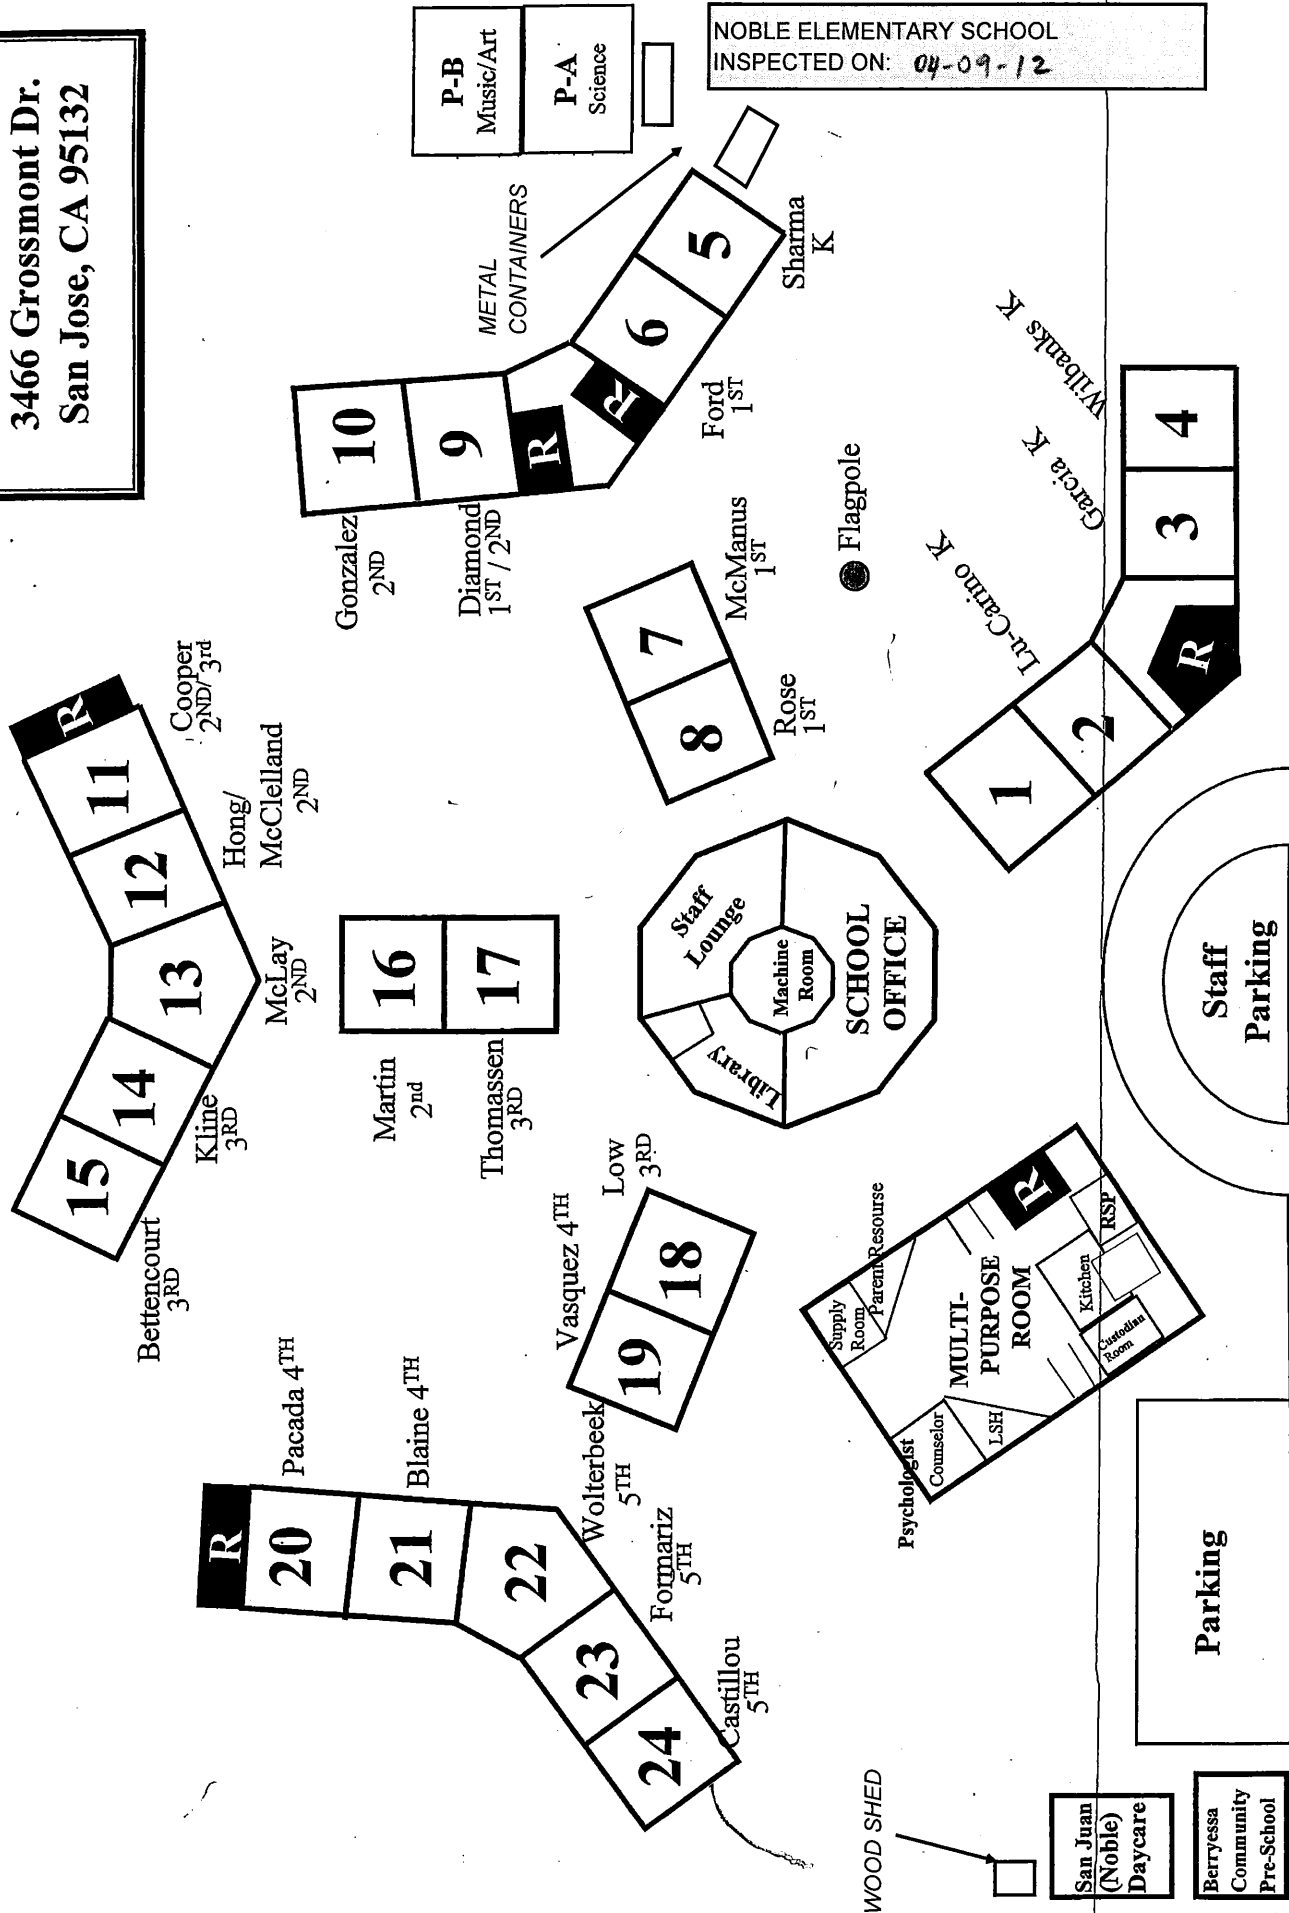 3466 Grossmont Dr.
San Jose, CA 95132
NOBLE ELEMENTARY SCHOOL
INSPECTED ON: 04-09-12
P-B
Music/Art
P-A
Science
METAL
CONTAINERS
5
Sharma
K
6
Ford
1ST
R
R
9
Diamond
1ST / 2ND
10
Gonzalez
2ND
R
11
Cooper
2ND/3rd
12
Hong/
McClelland
2ND
13
McLay
2ND
14
Kline
3RD
15
Bettencourt
3RD
16
Martin
2nd
17
Thomassen
3RD
7
McManus
1ST
8
Rose
1ST
Flagpole
Wilbanks K
Garcia K
Lu-Carino K
4
3
R
2
1
Staff
Lounge
Machine
Room
Library
SCHOOL
OFFICE
Staff
Parking
18
Low
3RD
19
Vasquez 4TH
R
20
Pacada 4TH
21
Blaine 4TH
22
Wolterbeek
5TH
23
Formariz
5TH
24
Castillou
5TH
Supply
Room
Parent Resourse
MULTI-
PURPOSE
ROOM
R
RSP
Kitchen
Custodian
Room
LSH
Counselor
Psychologist
Parking
WOOD SHED
San Juan
(Noble)
Daycare
Berryessa
Community
Pre-School